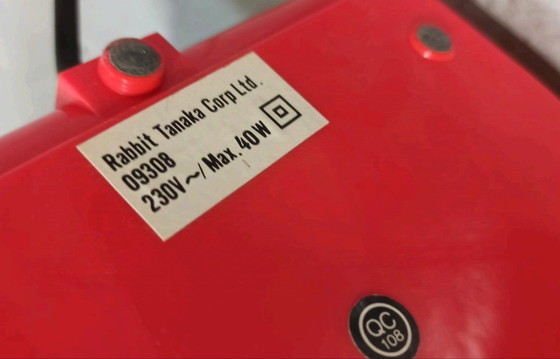 Rabbit Tanaka Corp Ltd.
09308
230V～/Max. 40W
QC
108